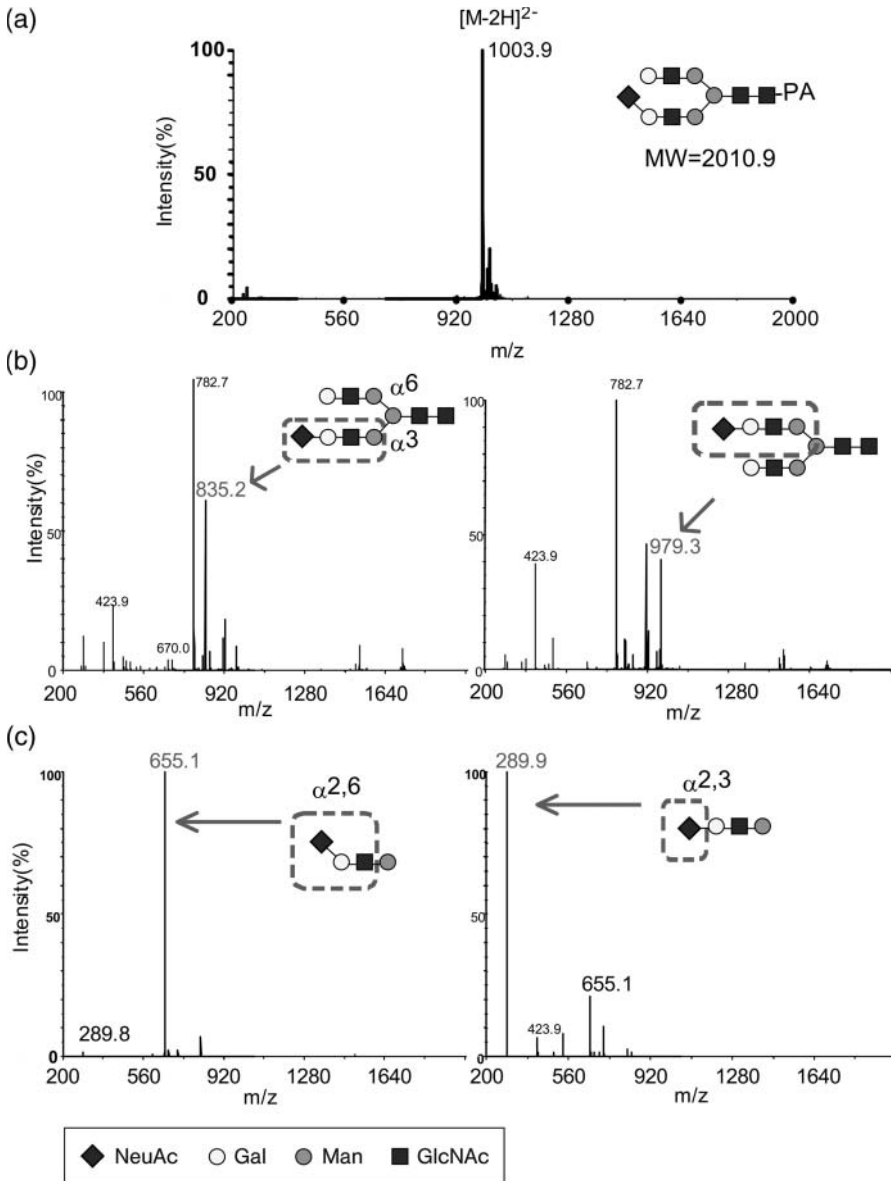 (a)
[M-2H]2-
100
1003.9
-PA
MW=2010.9
Intensity(%)
50
0
200 560 920 1280 1640 2000
m/z
(b)
782.7
α6
100
α3
835.2
Intensity(%)
50
423.9
670.0
0
200 560 920 1280 1640
m/z
782.7
100
979.3
50
423.9
0
200 560 920 1280 1640
m/z
(c)
655.1
100
α2,6
Intensity(%)
50
289.8
0
200 560 920 1280 1640
m/z
289.9
100
α2,3
50
655.1
423.9
0
200 560 920 1280 1640
m/z
NeuAc Gal Man GlcNAc